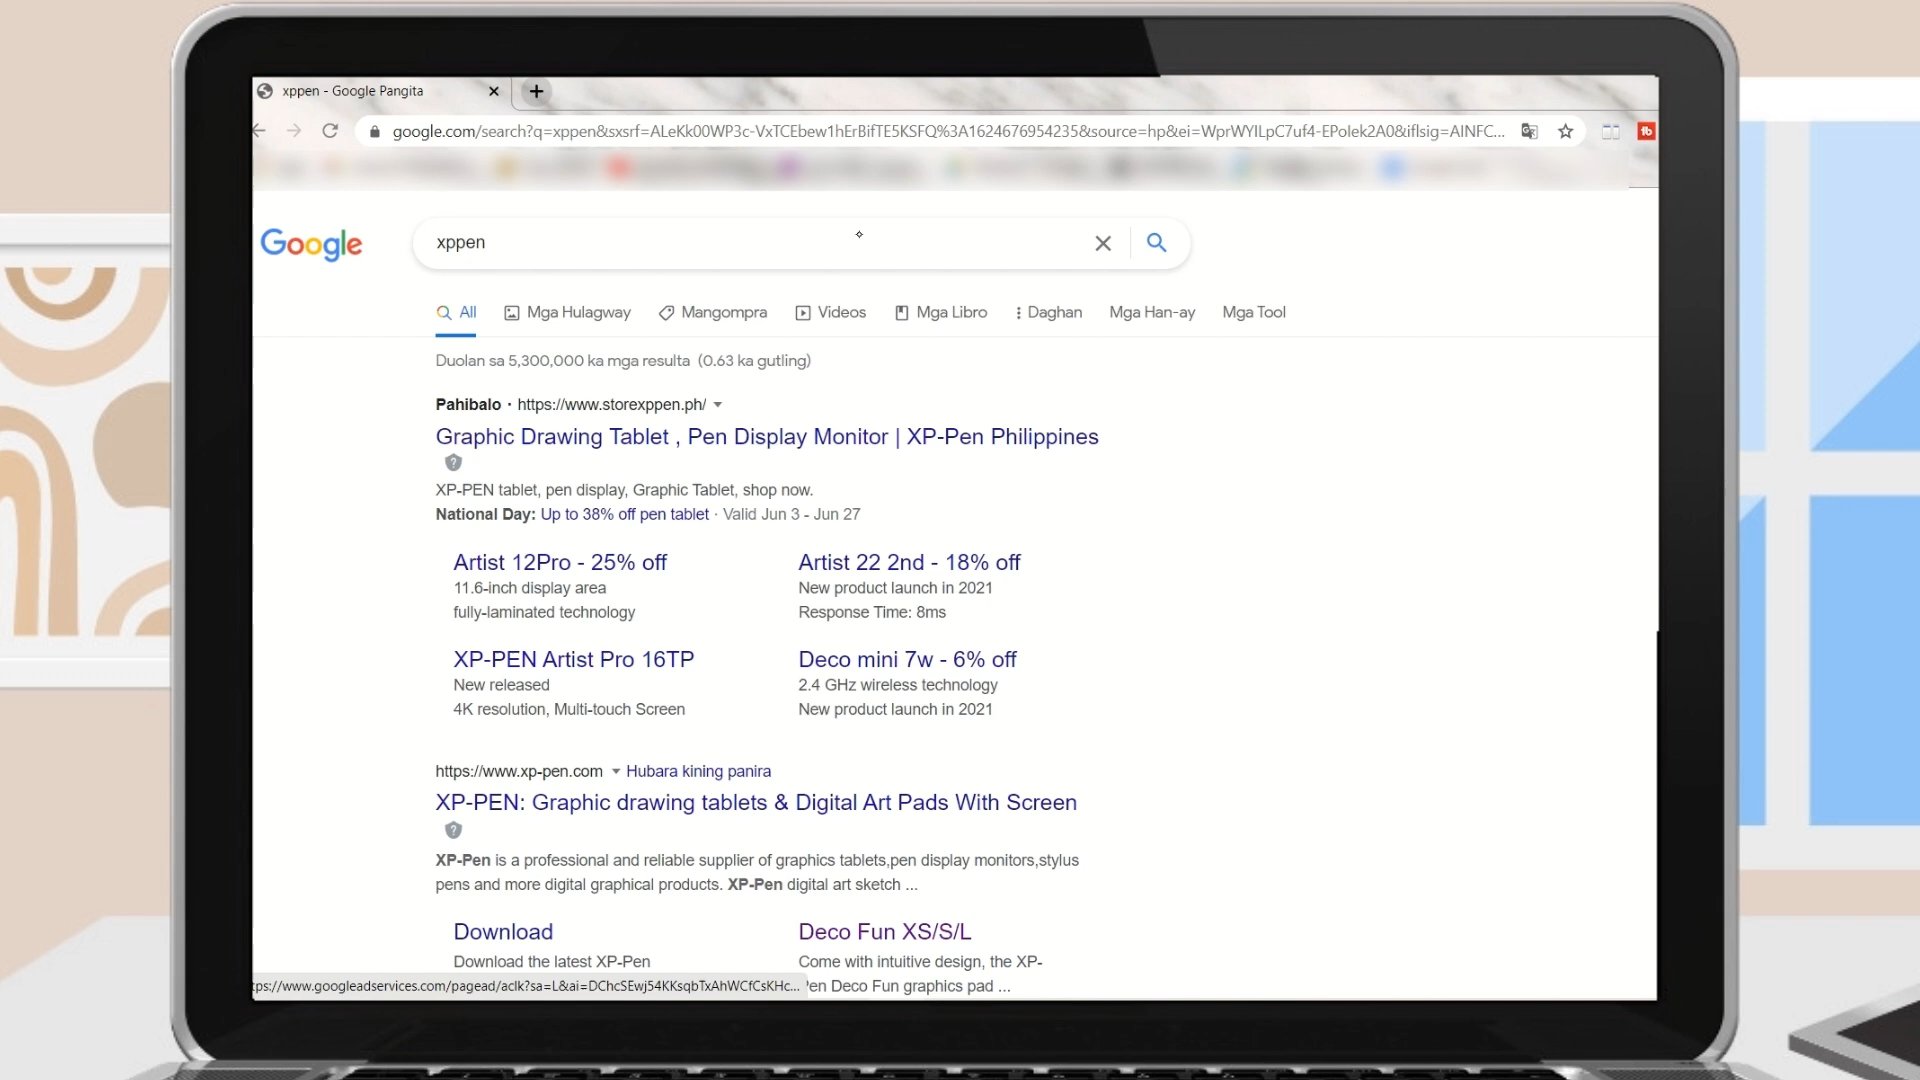 xppen - Google Pangita
google.com/search?q=xppen&sxsrf=ALeKk00WP3c-VxTCEbew1hErBifTE5KSFQ%3A1624676954235&source=hp&ei=WprWYILpC7uf4-EPolek2A0&iflsig=AINFC...
Google
xppen
All Mga Hulagway Mangompra Videos Mga Libro Daghan Mga Han-ay Mga Tool
Duolan sa 5,300,000 ka mga resulta (0.63 ka gutling)
Pahibalo · https://www.storexppen.ph/
Graphic Drawing Tablet , Pen Display Monitor | XP-Pen Philippines
XP-PEN tablet, pen display, Graphic Tablet, shop now.
National Day: Up to 38% off pen tablet · Valid Jun 3 - Jun 27
Artist 12Pro - 25% off
11.6-inch display area
fully-laminated technology
Artist 22 2nd - 18% off
New product launch in 2021
Response Time: 8ms
XP-PEN Artist Pro 16TP
New released
4K resolution, Multi-touch Screen
Deco mini 7w - 6% off
2.4 GHz wireless technology
New product launch in 2021
https://www.xp-pen.com Hubara kining panira
XP-PEN: Graphic drawing tablets & Digital Art Pads With Screen
XP-Pen is a professional and reliable supplier of graphics tablets,pen display monitors,stylus
pens and more digital graphical products. XP-Pen digital art sketch ...
Download
Download the latest XP-Pen
Deco Fun XS/S/L
Come with intuitive design, the XP-
Pen Deco Fun graphics pad ...
tps://www.googleadservices.com/pagead/aclk?sa=L&ai=DChcSEwj54KKsqbTxAhWCfCsKHc...